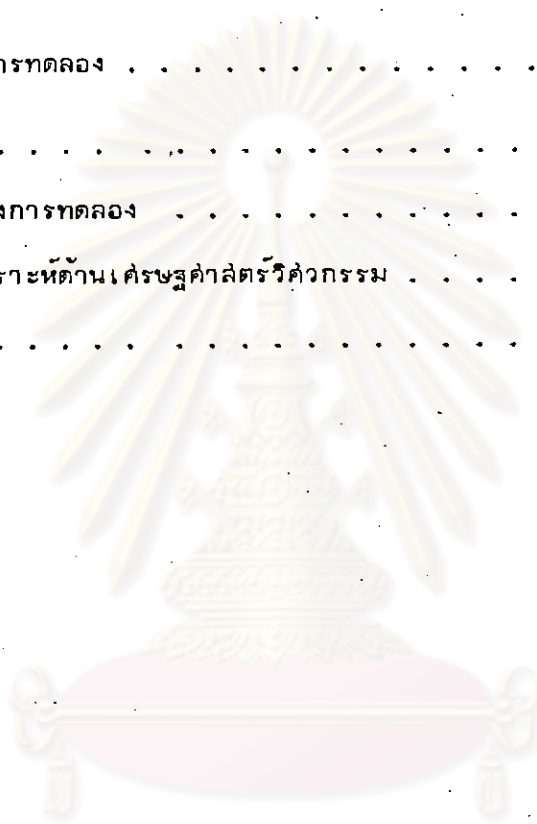 ารทดลอง . . . . . . . . . . . . .
. . . . . . . . . . . . . . . .
งการทดลอง . . . . . . . . . . .
ราะห์ด้านเศรษฐศาสตร์วิศวกรรม . . . .
. . . . . . . . . . . . . . . .